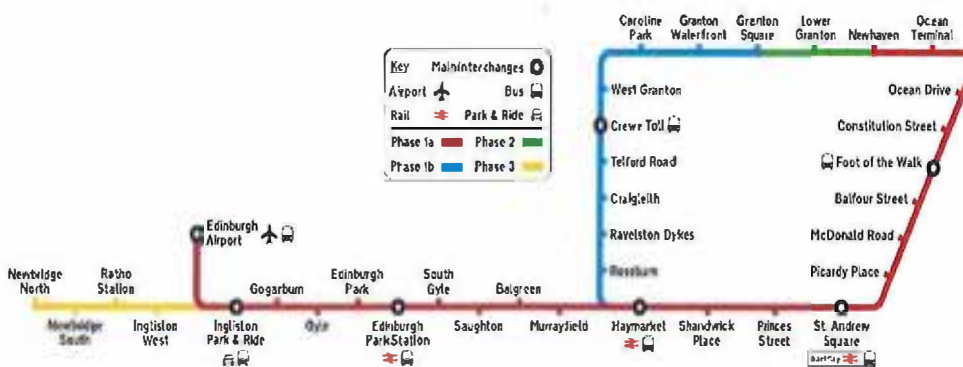 Caroline
Park
Granton
Waterfront
Granton
Square
Lower
Granton
Newhaven
Ocean
Terminal
Key Main interchanges
Airport Bus
Rail Park & Ride
Phase 1a Phase 2
Phase 1b Phase 3
West Granton
Crewe Toll
Telford Road
Craigleith
Ravelston Dykes
Roseburn
Ocean Drive
Constitution Street
Foot of the Walk
Balfour Street
McDonald Road
Picardy Place
Edinburgh
Airport
Newbridge
North
Ratho
Station
Gogarburn
Edinburgh
Park
South
Gyle
Balgreen
Newbridge
South
Ingliston
West
Ingliston
Park & Ride
Gyle
Edinburgh
Park Station
Saughton
Murrayfield
Haymarket
Shandwick
Place
Princes
Street
St. Andrew
Square